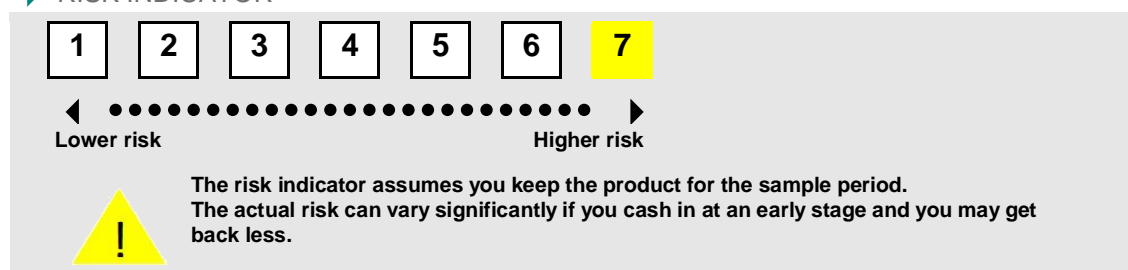 RISK INDICATOR
1 2 3 4 5 6 7
Lower risk Higher risk
The risk indicator assumes you keep the product for the sample period.
The actual risk can vary significantly if you cash in at an early stage and you may get
back less.
!